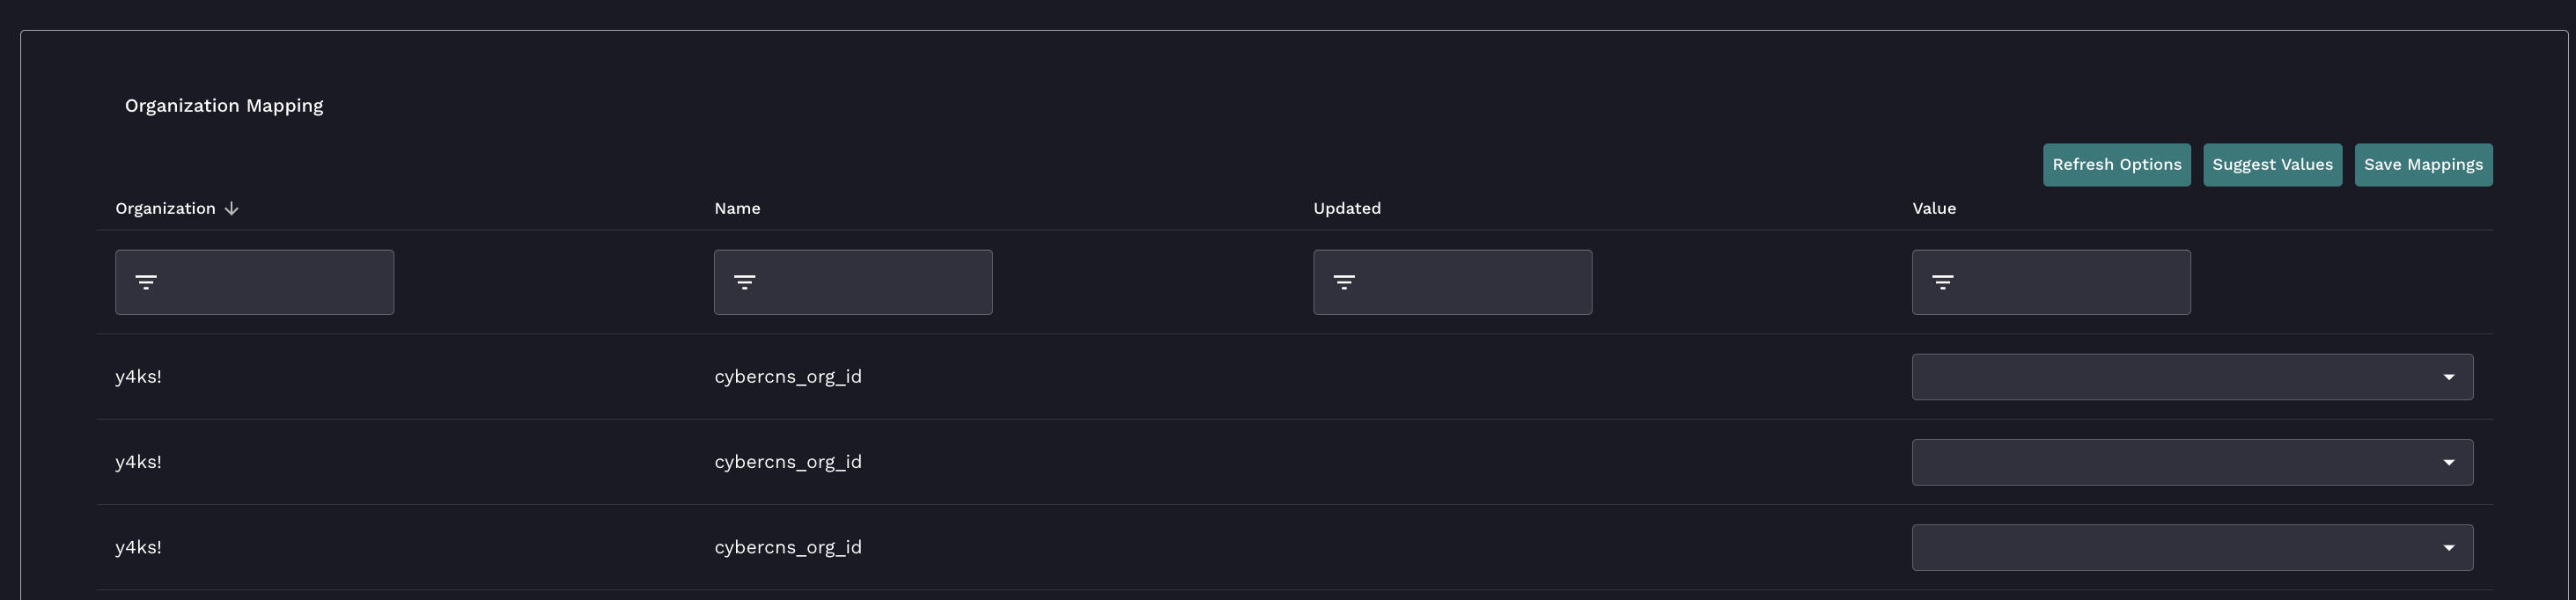 Organization Mapping
Refresh Options Suggest Values Save Mappings
Organization Name Updated Value
y4ks! cybercns_org_id
y4ks! cybercns_org_id
y4ks! cybercns_org_id